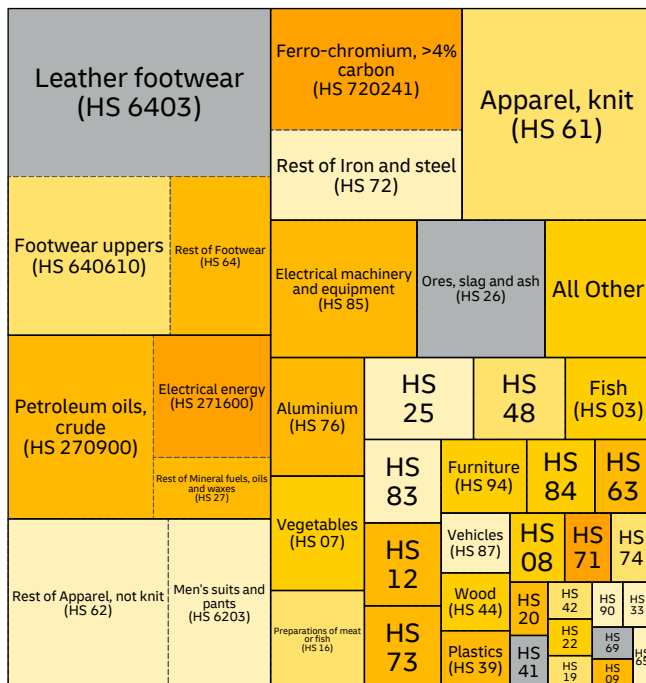 Leather footwear
(HS 6403)
Footwear uppers
(HS 640610)
Rest of Footwear
(HS 64)
Petroleum oils,
crude
(HS 270900)
Electrical energy
(HS 271600)
Rest of Mineral fuels, oils
and waxes
(HS 27)
Rest of Apparel, not knit
(HS 62)
Men's suits and
pants
(HS 6203)
Ferro-chromium, >4%
carbon
(HS 720241)
Rest of Iron and steel
(HS 72)
Apparel, knit
(HS 61)
Electrical machinery
and equipment
(HS 85)
Ores, slag and ash
(HS 26)
All Other
Aluminium
(HS 76)
Vegetables
(HS 07)
Preparations of meat
or fish
(HS 16)
HS
25
HS
48
Fish
(HS 03)
HS
83
Furniture
(HS 94)
HS
84
HS
63
HS
12
Vehicles
(HS 87)
HS
08
HS
71
HS
74
HS
73
Wood
(HS 44)
Plastics
(HS 39)
HS
20
HS
41
HS
42
HS
22
HS
19
HS
90
HS
33
HS
69
HS
09
HS
65